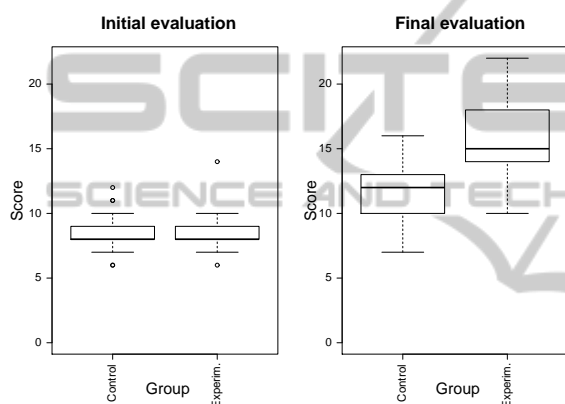 Initial evaluation
Final evaluation
SCITE
SCIENCE AND TECH
Score
20
15
10
5
0
Control
Experim.
Group
Score
20
15
10
5
0
Control
Experim.
Group